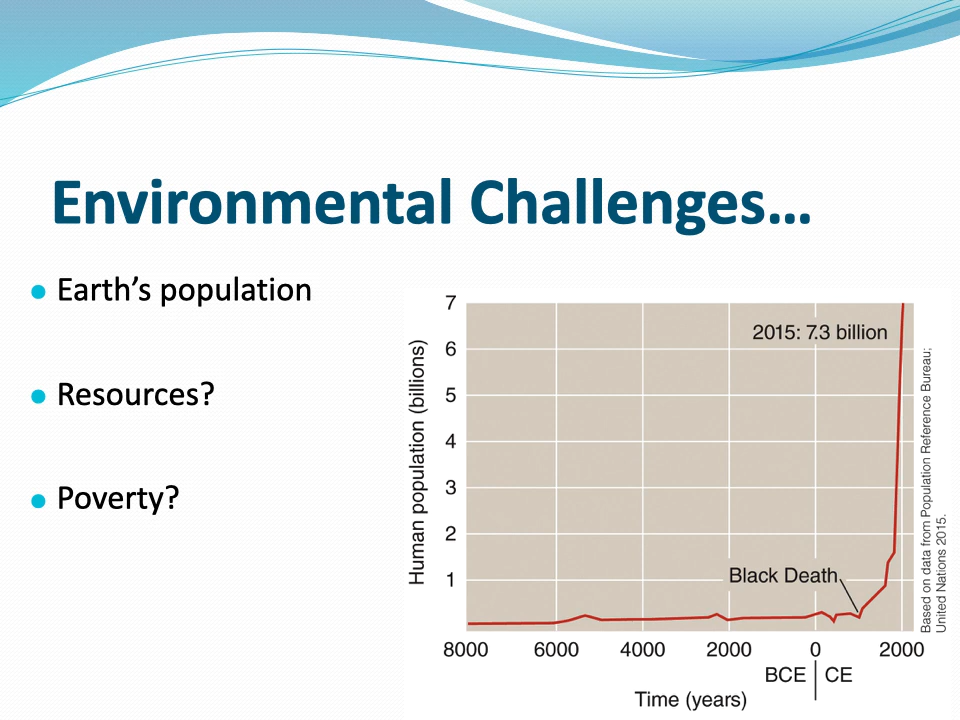 Environmental Challenges…
Earth’s population
Resources?
Poverty?
Human population (billions)
7
6
5
4
3
2
1
2015: 7.3 billion
Black Death
8000 6000 4000 2000 0 2000
BCE CE
Time (years)
Based on data from Population Reference Bureau;
United Nations 2015.